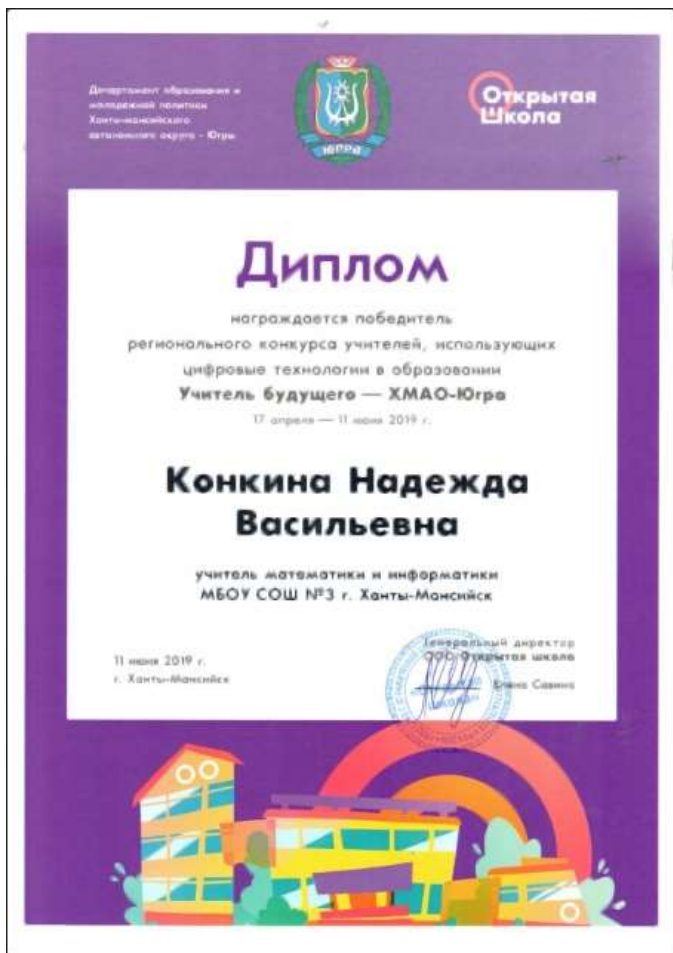 Департамент образования и
молодежной политики
Ханты-мансийского
автономного округа - Югры
ЮГРА
Открытая
Школа
Диплом
награждается победитель
регионального конкурса учителей, использующих
цифровые технологии в образовании
Учитель будущего — ХМАО-Югра
17 апреля — 11 июня 2019 г.
Конкина Надежда
Васильевна
учитель математики и информатики
МБОУ СОШ №3 г. Ханты-Мансийск
11 июня 2019 г.
г. Ханты-Мансийск
Генеральный директор
ООО Открытая школа
Елена Савина